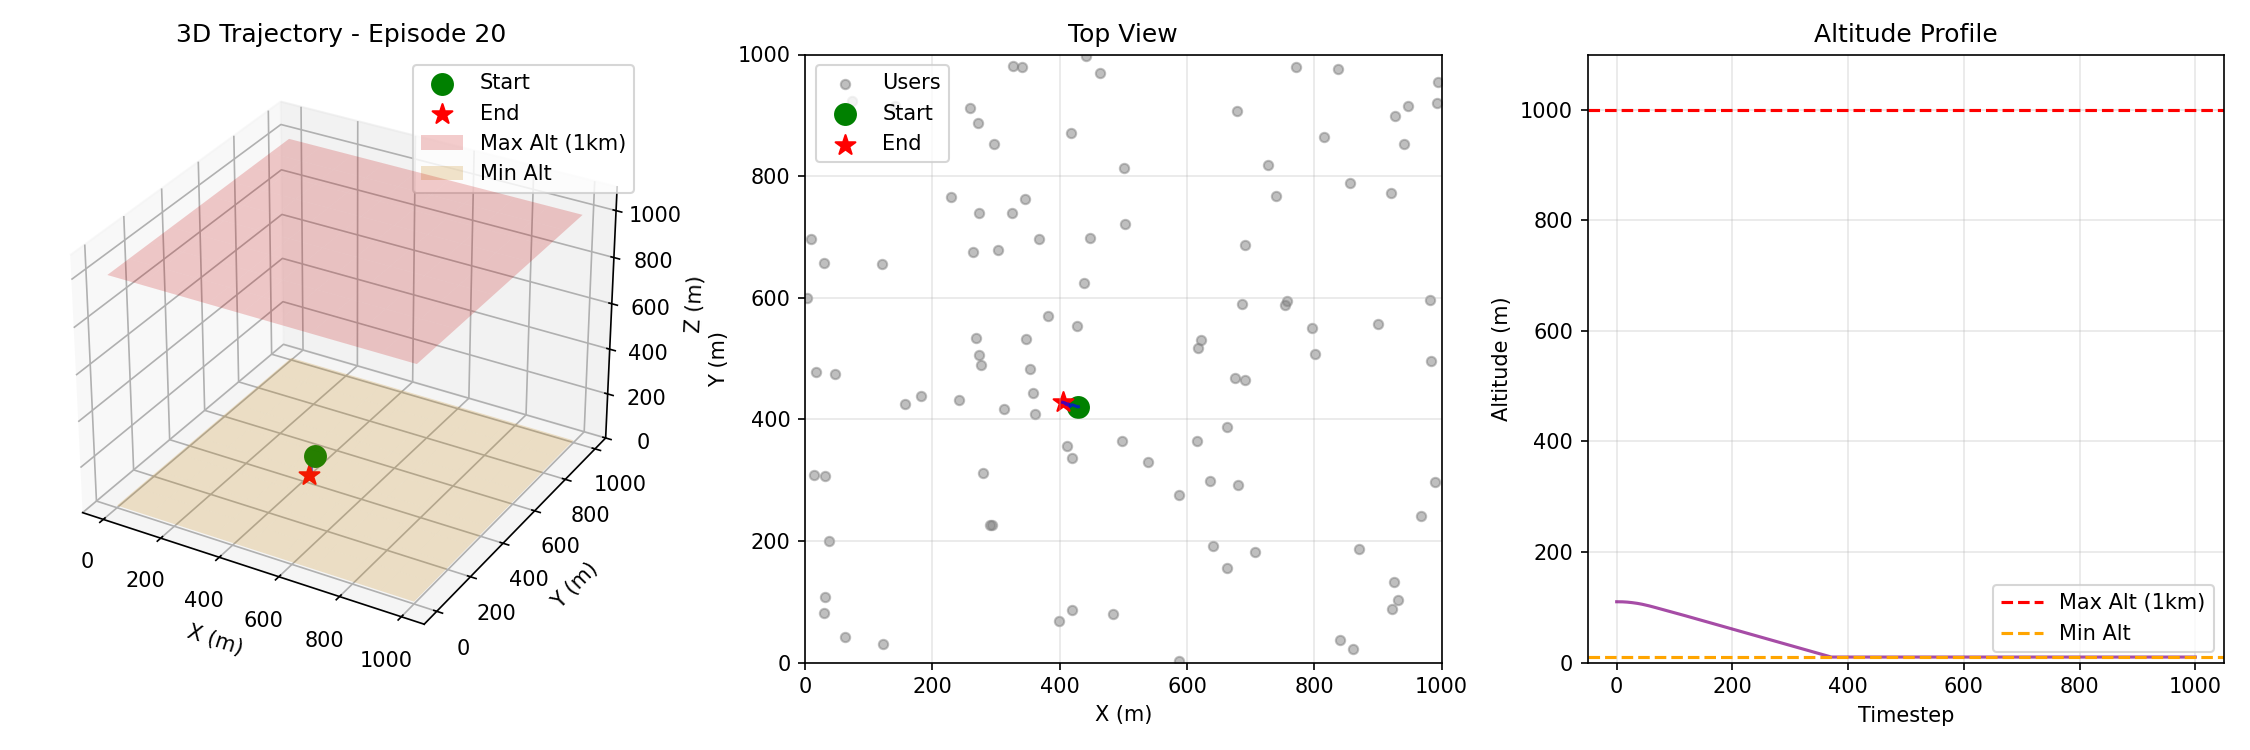 3D Trajectory - Episode 20
Start
End
Max Alt (1km)
Min Alt
1000
800
600
400
200
0
Z (m)
0
200
400
600
800
1000
X (m)
0
200
400
600
800
1000
Y (m)
Top View
Users
Start
End
1000
800
600
400
200
0
Y (m)
0
200
400
600
800
1000
X (m)
Altitude Profile
1000
800
600
400
200
0
Altitude (m)
Max Alt (1km)
Min Alt
0
200
400
600
800
1000
Timestep